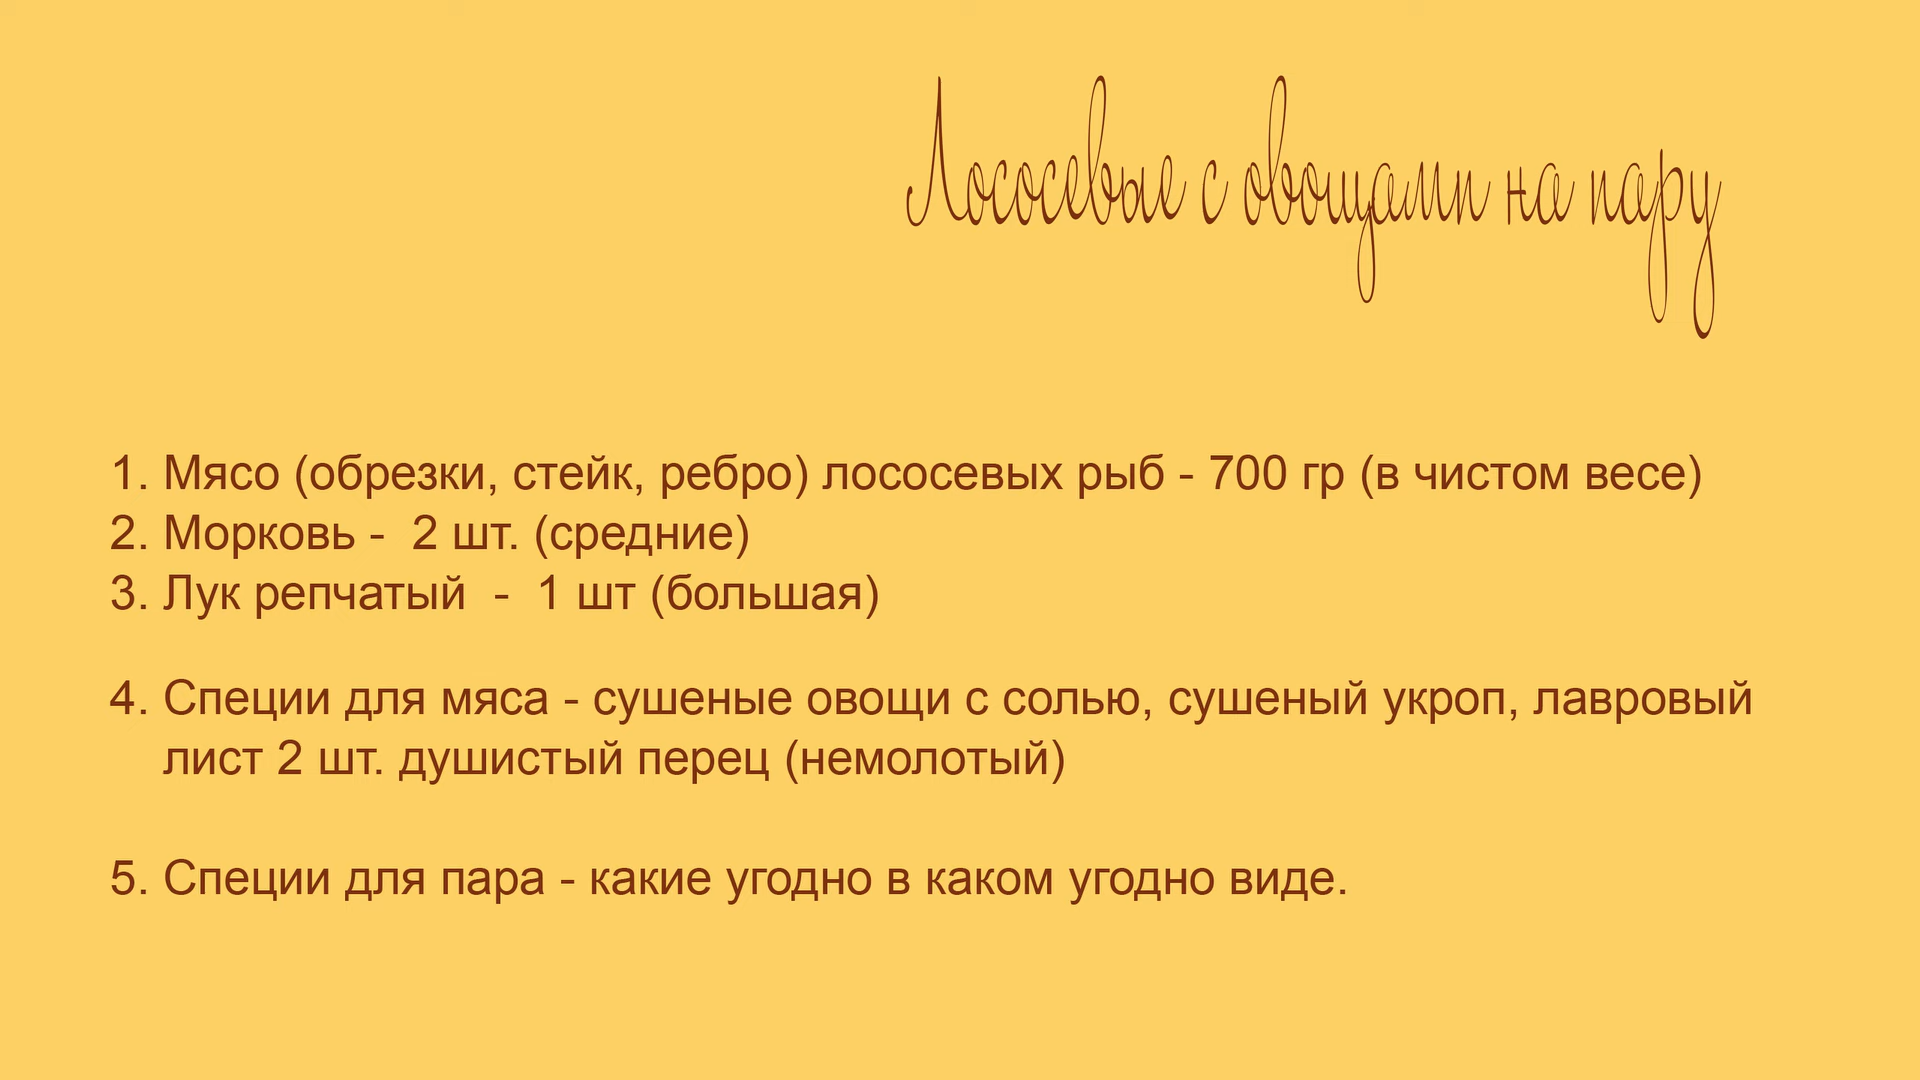 Лососевые с овощами на пару
1. Мясо (обрезки, стейк, ребро) лососевых рыб - 700 гр (в чистом весе)
2. Морковь -  2 шт. (средние)
3. Лук репчатый  -  1 шт (большая)
4. Специи для мяса - сушеные овощи с солью, сушеный укроп, лавровый
лист 2 шт. душистый перец (немолотый)
5. Специи для пара - какие угодно в каком угодно виде.